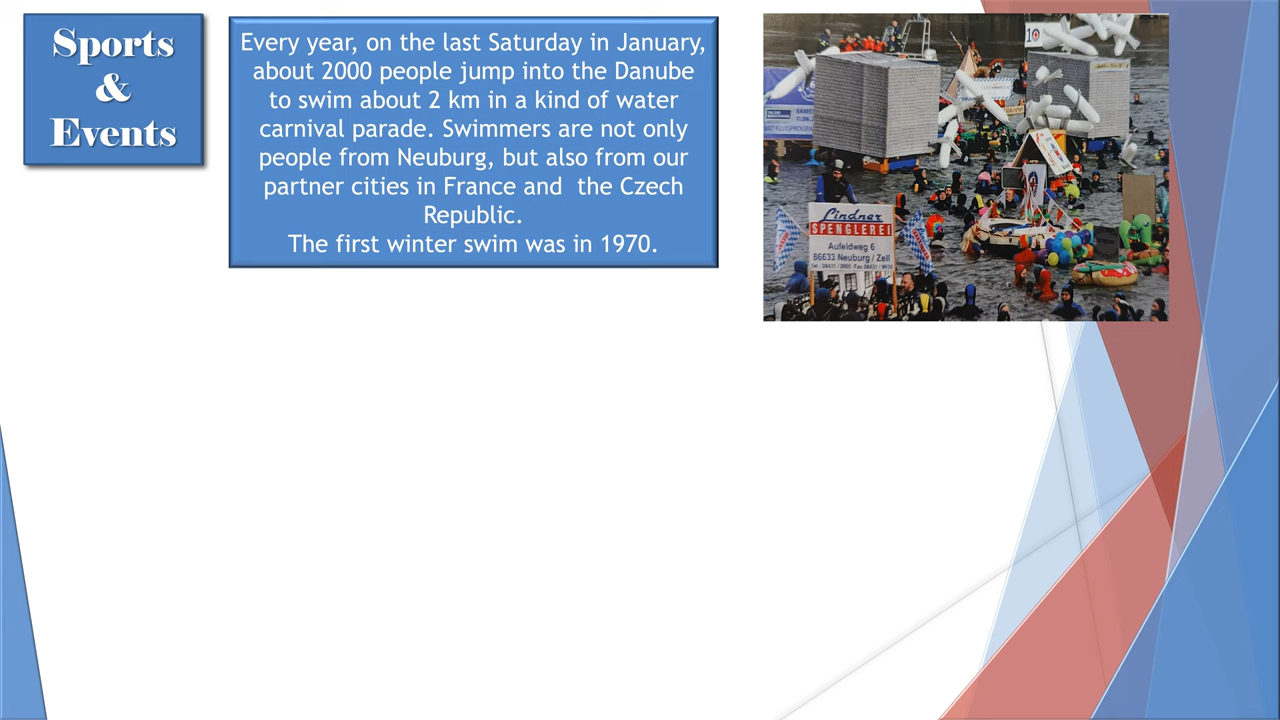 Sports
&
Events
Every year, on the last Saturday in January,
about 2000 people jump into the Danube
to swim about 2 km in a kind of water
carnival parade. Swimmers are not only
people from Neuburg, but also from our
partner cities in France and  the Czech
Republic.
The first winter swim was in 1970.
10
Lindner
SPENGLEREI
Aufeldweg 6
86633 Neuburg / Zell